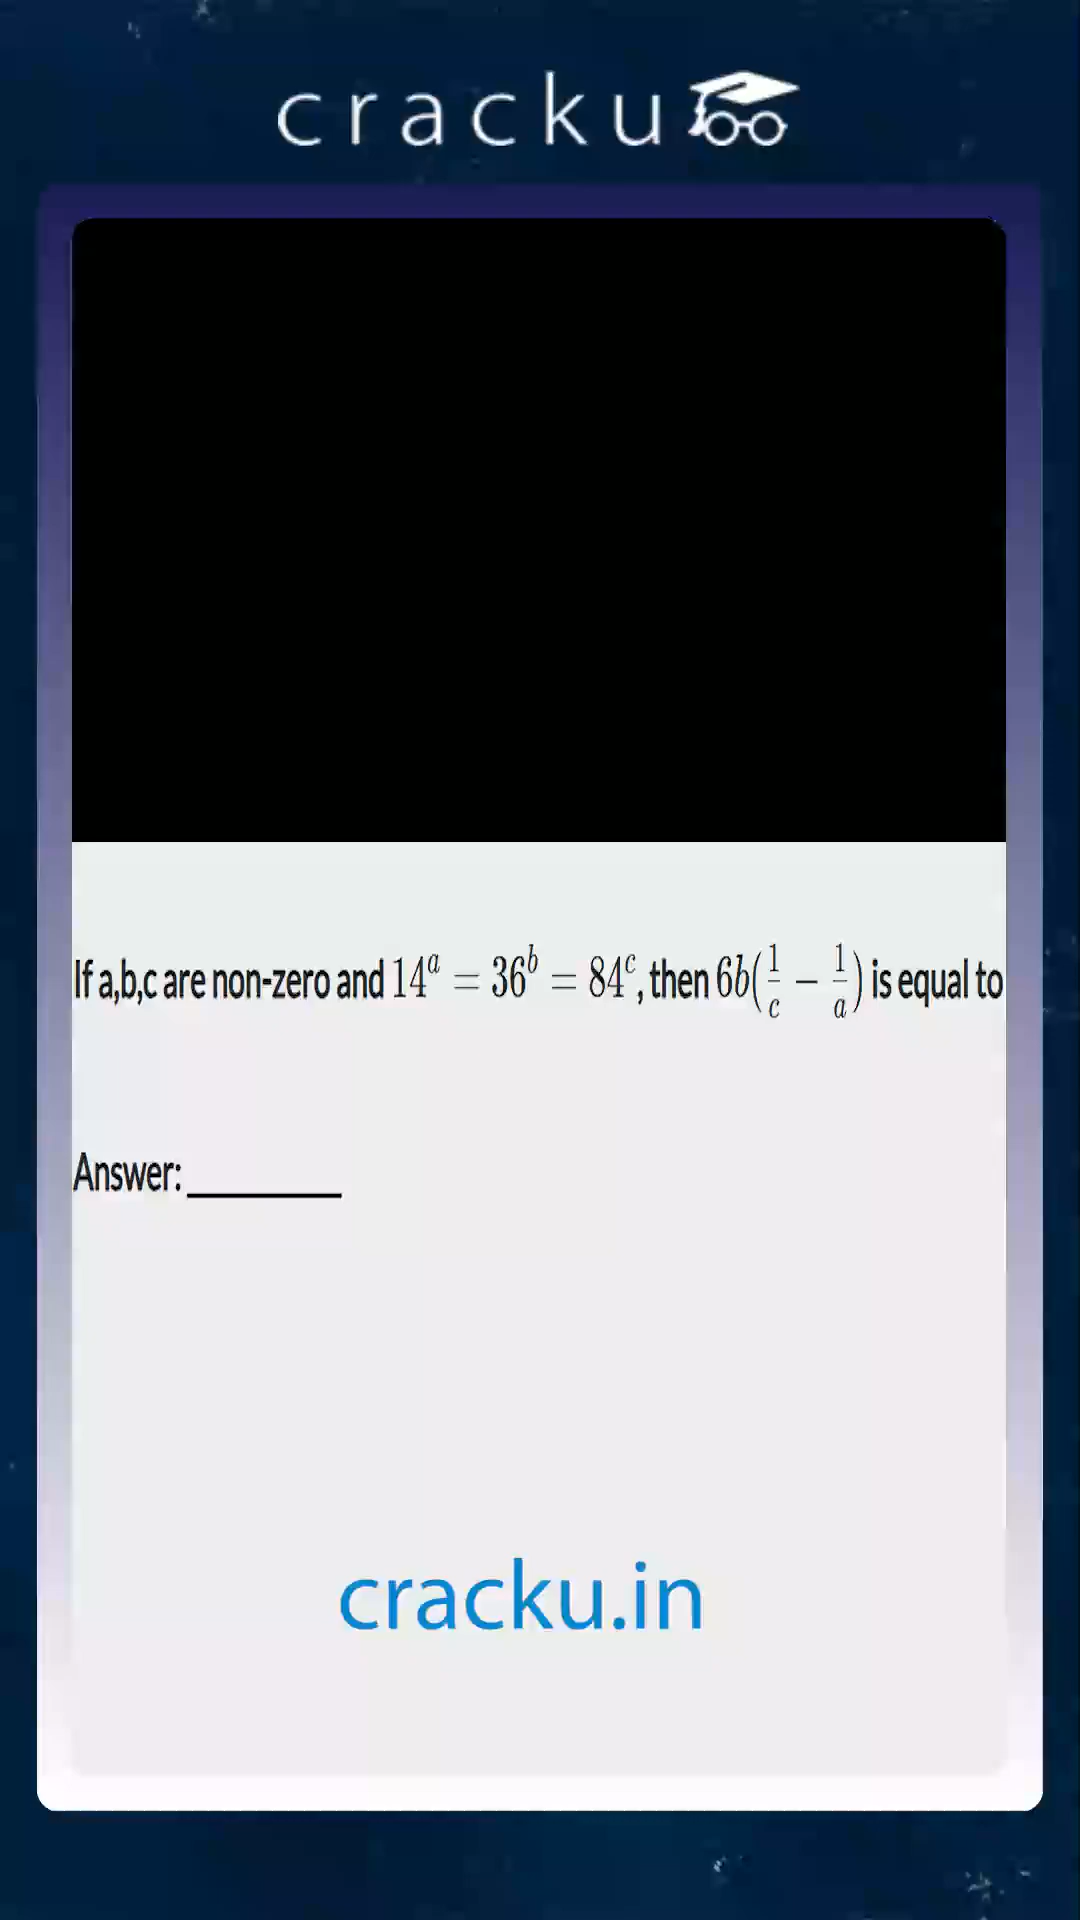 cracku
If a,b,c are non-zero and 14^a = 36^b = 84^c, then 6b(1/c − 1/a) is equal to
Answer: ________
cracku.in